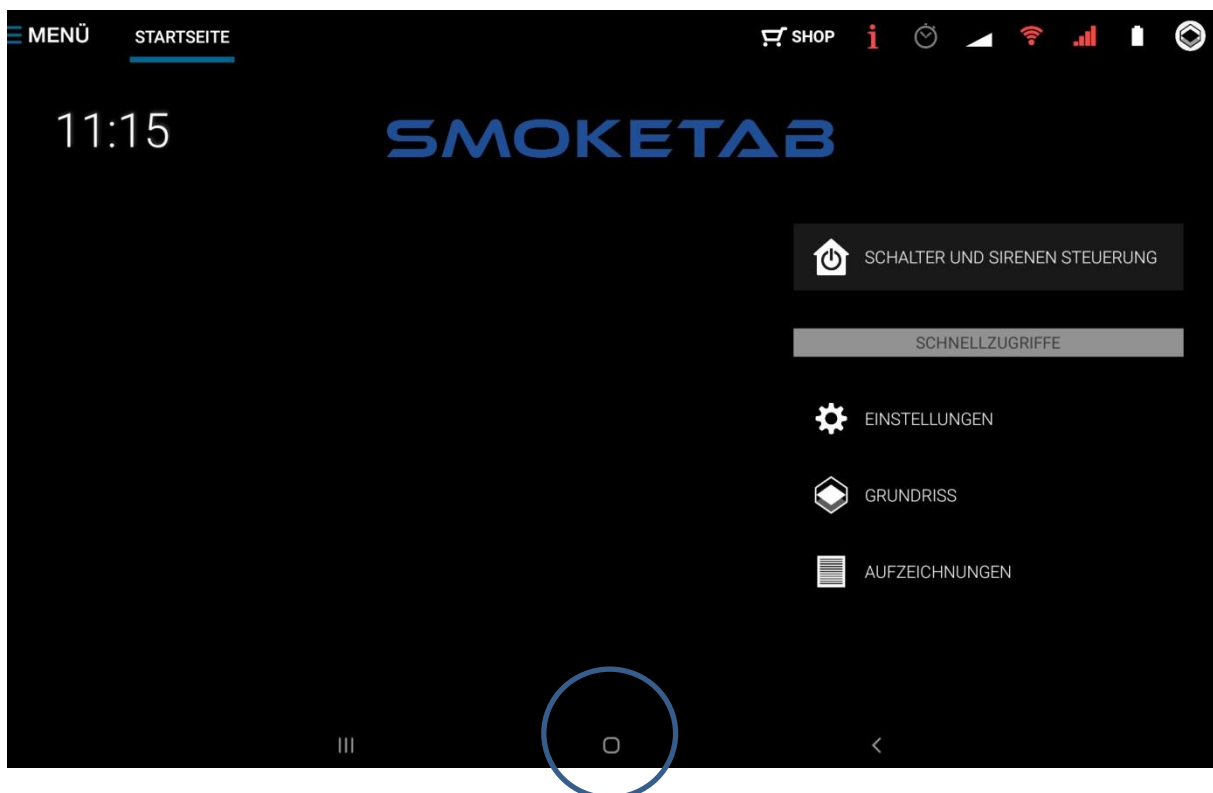 MENÜ STARTSEITE SHOP
11:15
SMOKETAB
SCHALTER UND SIRENEN STEUERUNG
SCHNELLZUGRIFFE
EINSTELLUNGEN
GRUNDRISS
AUFZEICHNUNGEN